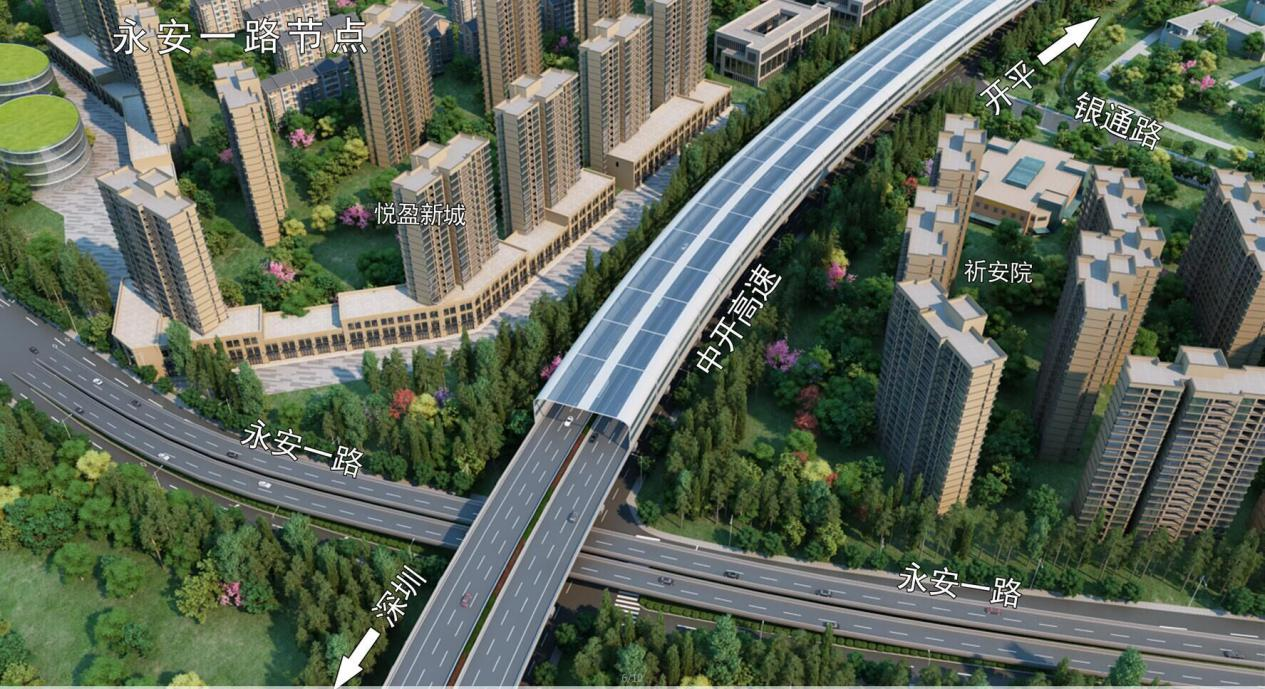 永安一路节点
开平
银通路
悦盈新城
祈安院
中开高速
永安一路
永安一路
深圳
6/10